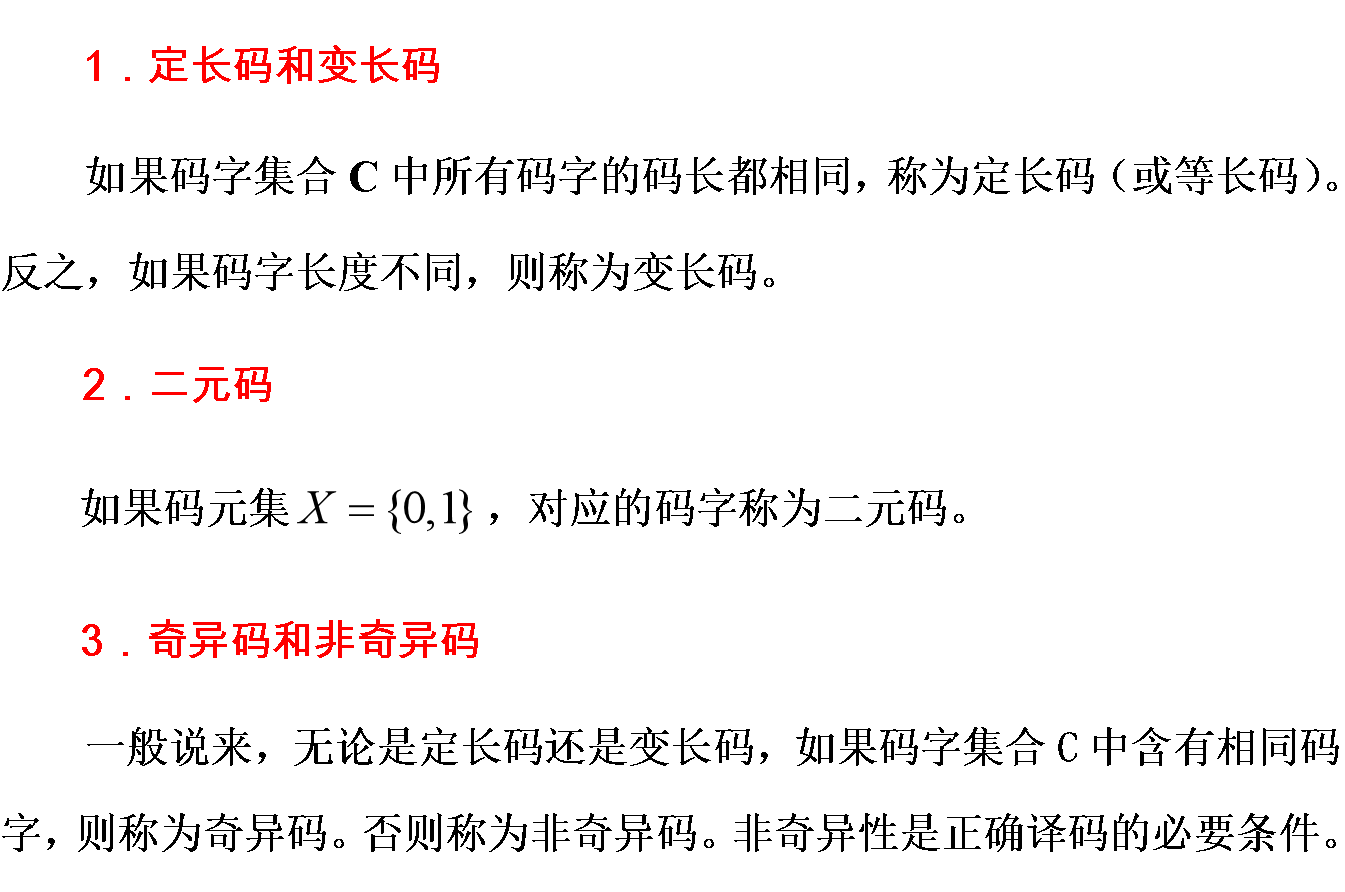 1．定长码和变长码
如果码字集合 C 中所有码字的码长都相同，称为定长码（或等长码）。
反之，如果码字长度不同，则称为变长码。
2．二元码
如果码元集 X = {0,1} ，对应的码字称为二元码。
3．奇异码和非奇异码
一般说来，无论是定长码还是变长码，如果码字集合 C 中含有相同码
字，则称为奇异码。否则称为非奇异码。非奇异性是正确译码的必要条件。